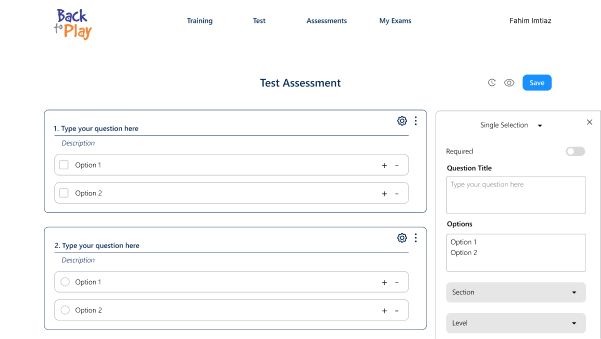 Back
to Play
Training
Test
Assessments
My Exams
Fahim Imtiaz
Test Assessment
Save
1. Type your question here
Description
Option 1
+ -
Option 2
+ -
2. Type your question here
Description
Option 1
+ -
Option 2
+ -
Single Selection
Required
Question Title
Type your question here
Options
Option 1
Option 2
Section
Level